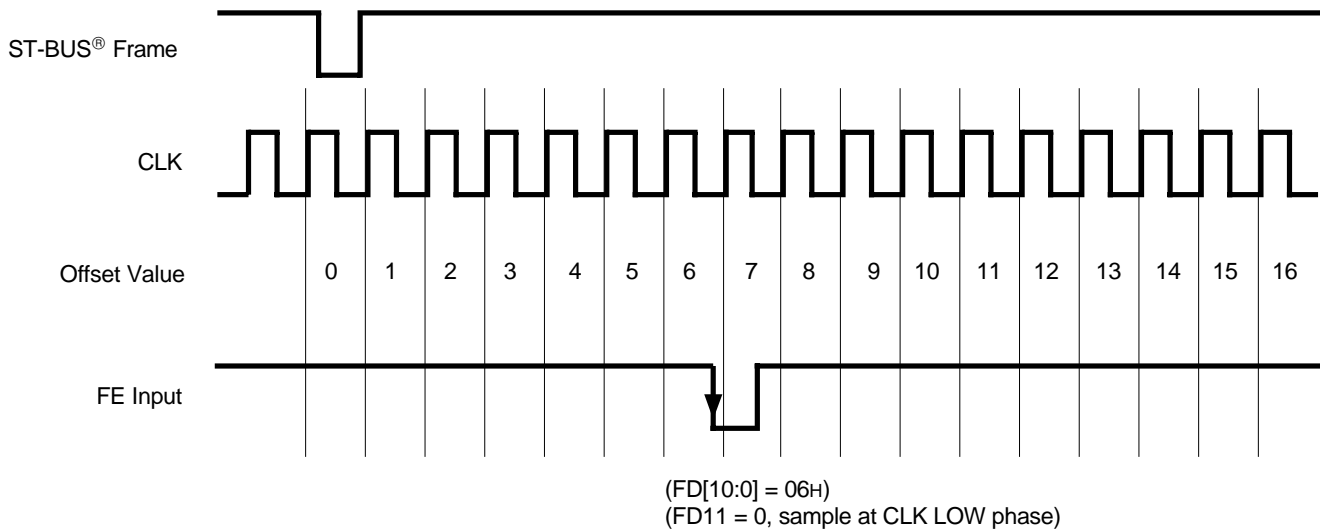 ST-BUS® Frame
CLK
Offset Value 0 1 2 3 4 5 6 7 8 9 10 11 12 13 14 15 16
FE Input
(FD[10:0] = 06H)
(FD11 = 0, sample at CLK LOW phase)